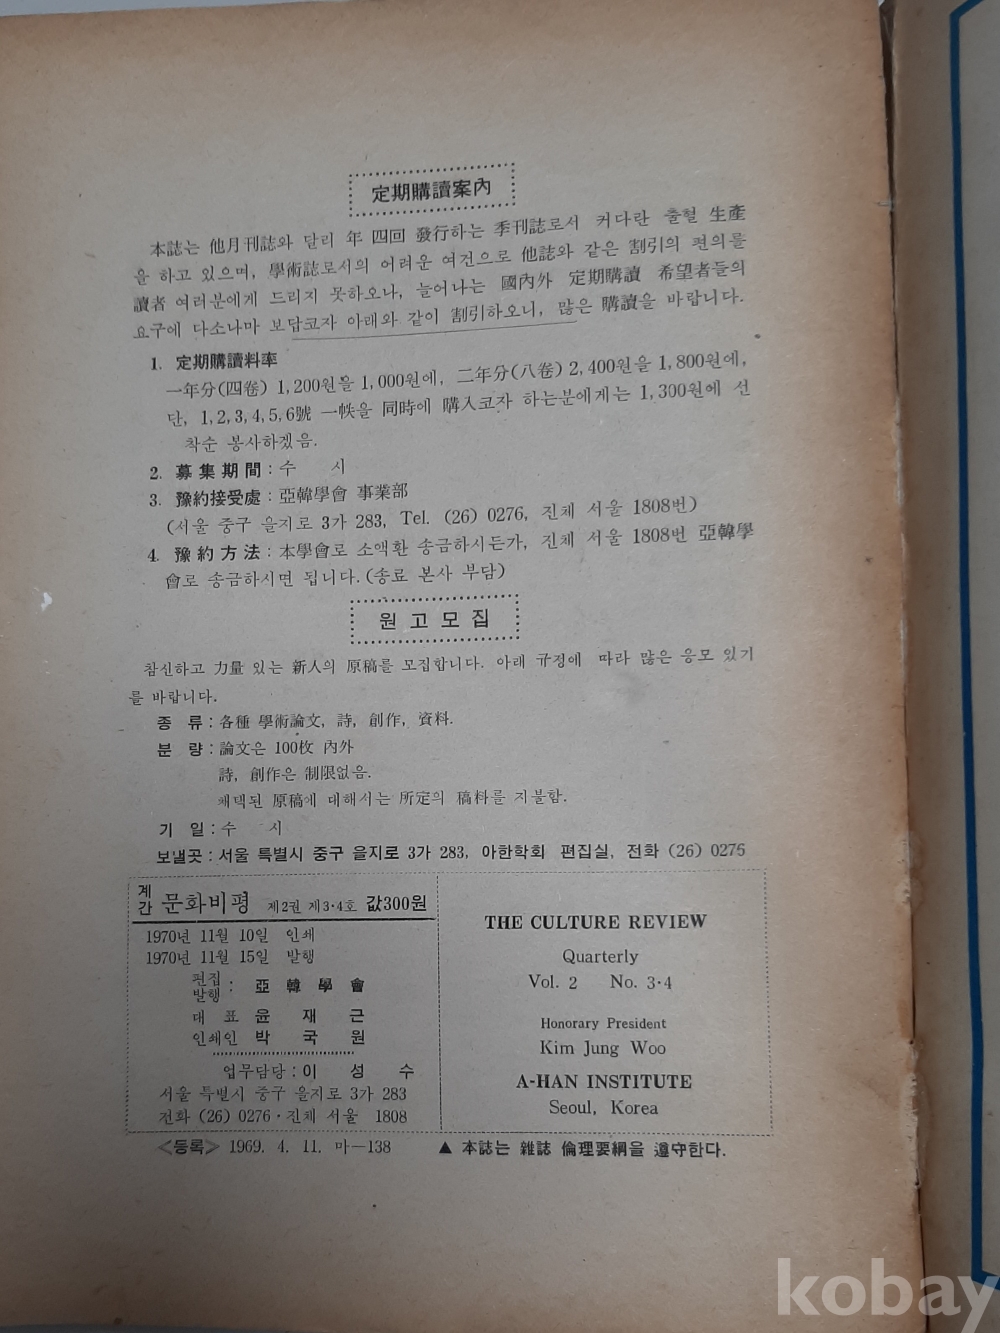 定期購讀案內
本誌는 他月刊誌와 달리 年 四回 發行하는 季刊誌로서 커다란 출혈 生產
을 하고 있으며, 學術誌로서의 어려운 여건으로 他誌와 같은 割引의 편의를
讀者 여러분에게 드리지 못하오나, 늘어나는 國內外 定期購讀 希望者들의
요구에 다소나마 보답코자 아래와 같이 割引하오니, 많은 購讀을 바랍니다.
1. 定期購讀料率
一年分(四卷) 1,200원을 1,000원에, 二年分(八卷) 2,400원을 1,800원에,
단, 1,2,3,4,5,6號 一帙을 同時에 購入코자 하는분에게는 1,300원에 선
착순 봉사하겠음.
2. 募集期間 : 수 시
3. 豫約接受處 : 亞韓學會 事業部
(서울 중구 을지로 3가 283, Tel. (26) 0276, 진체 서울 1808번)
4. 豫約方法 : 本學會로 소액환 송금하시든가, 진체 서울 1808번 亞韓學
會로 송금하시면 됩니다. (송료 본사 부담)
원고모집
참신하고 力量 있는 新人의 原稿를 모집합니다. 아래 규정에 따라 많은 응모 있기
를 바랍니다.
종 류 : 各種 學術論文, 詩, 創作, 資料.
분 량 : 論文은 100枚 內外
詩, 創作은 制限없음.
채택된 原稿에 대해서는 所定의 稿料를 지불함.
기 일 : 수 시
보낼곳 : 서울 특별시 중구 을지로 3가 283, 아한학회 편집실, 전화 (26) 0276
계간 문화비평 제2권 제3·4호 값300원
1970년 11월 10일 인쇄
1970년 11월 15일 발행
편집 발행 : 亞韓學會
대 표 윤 재 근
인쇄인 박 국 원
업무담당 : 이 성 수
서울 특별시 중구 을지로 3가 283
전화 (26) 0276 · 진체 서울 1808
THE CULTURE REVIEW
Quarterly
Vol. 2 No. 3·4
Honorary President
Kim Jung Woo
A-HAN INSTITUTE
Seoul, Korea
<등록> 1969. 4. 11. 마—138
▲ 本誌는 雜誌 倫理要綱을 遵守한다.
kobay